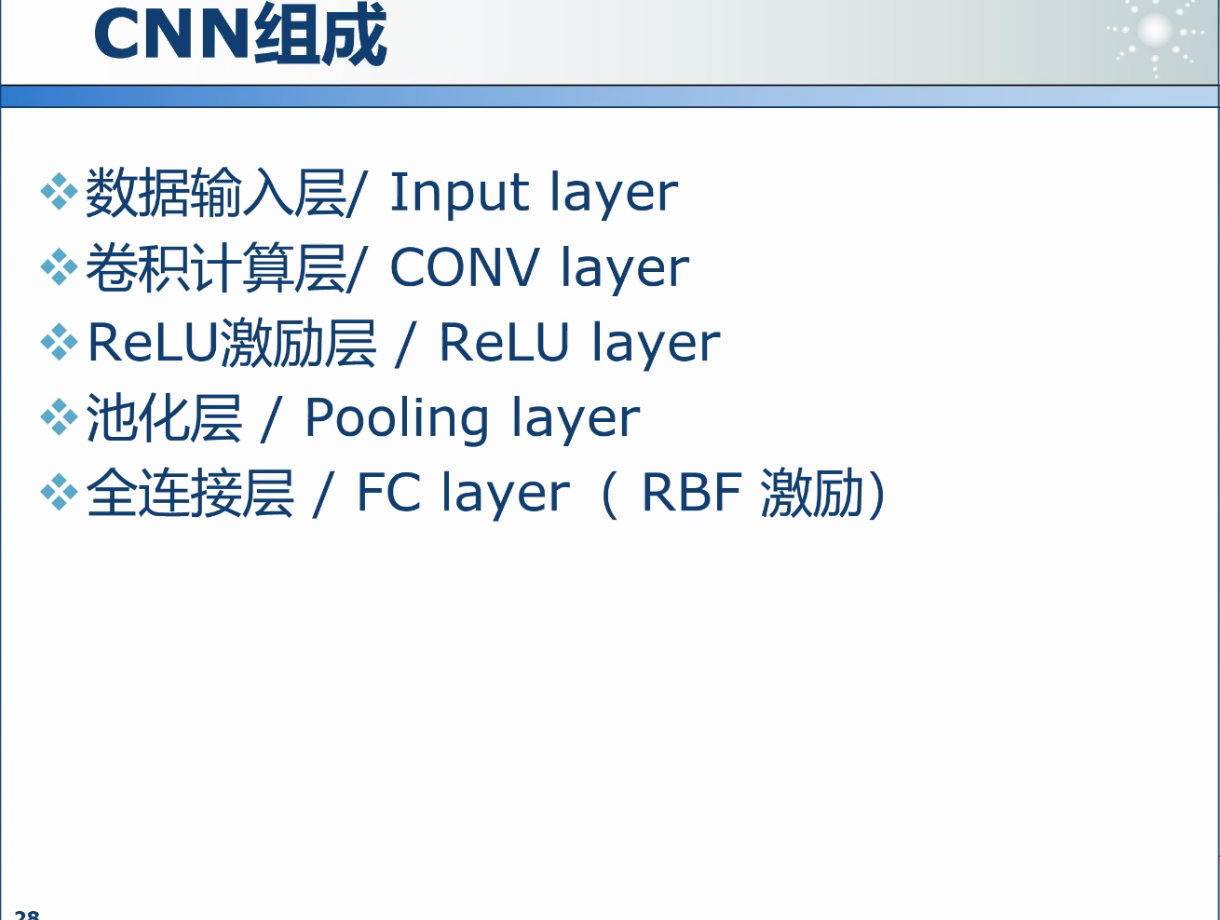 CNN组成
数据输入层/ Input layer
卷积计算层/ CONV layer
ReLU激励层 / ReLU layer
池化层 / Pooling layer
全连接层 / FC layer（ RBF 激励)
28